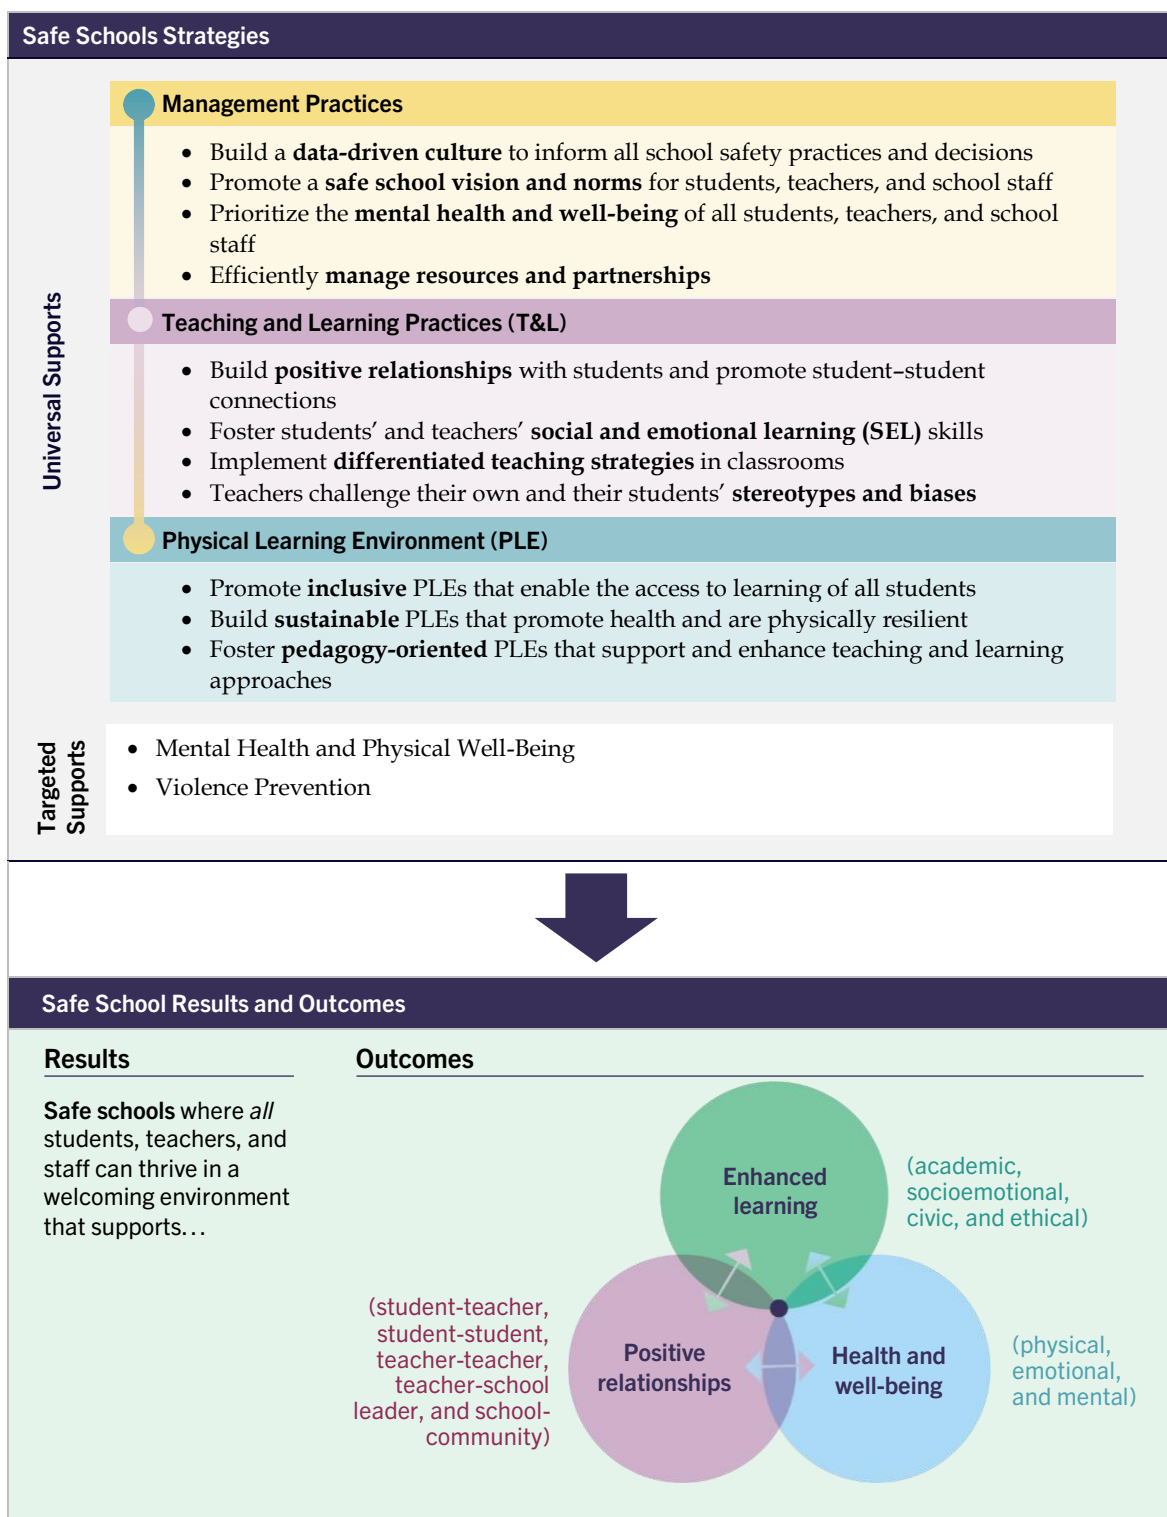 Safe Schools Strategies
Universal Supports
Management Practices
• Build a data-driven culture to inform all school safety practices and decisions
• Promote a safe school vision and norms for students, teachers, and school staff
• Prioritize the mental health and well-being of all students, teachers, and school
staff
• Efficiently manage resources and partnerships
Teaching and Learning Practices (T&L)
• Build positive relationships with students and promote student–student
connections
• Foster students’ and teachers’ social and emotional learning (SEL) skills
• Implement differentiated teaching strategies in classrooms
• Teachers challenge their own and their students’ stereotypes and biases
Physical Learning Environment (PLE)
• Promote inclusive PLEs that enable the access to learning of all students
• Build sustainable PLEs that promote health and are physically resilient
• Foster pedagogy-oriented PLEs that support and enhance teaching and learning
approaches
Targeted
Supports
• Mental Health and Physical Well-Being
• Violence Prevention
Safe School Results and Outcomes
Results
Safe schools where all
students, teachers, and
staff can thrive in a
welcoming environment
that supports…
Outcomes
Enhanced
learning
(academic,
socioemotional,
civic, and ethical)
(student-teacher,
student-student,
teacher-teacher,
teacher-school
leader, and school-
community)
Positive
relationships
Health and
well-being
(physical,
emotional,
and mental)